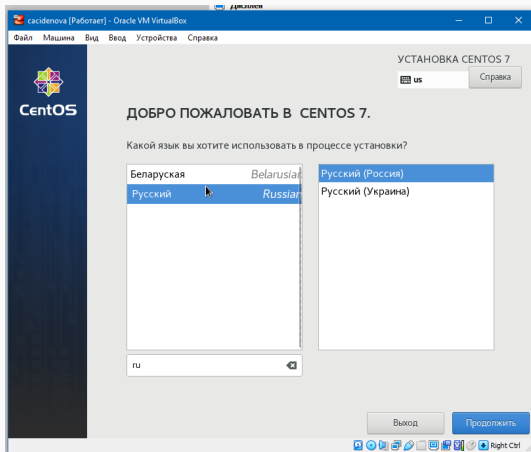 Дисплей
cacidenova [Работает] - Oracle VM VirtualBox
Файл Машина Вид Ввод Устройства Справка
УСТАНОВКА CENTOS 7
us Справка
CentOS
ДОБРО ПОЖАЛОВАТЬ В CENTOS 7.
Какой язык вы хотите использовать в процессе установки?
Беларуская Belarusian
Русский Russian
Русский (Россия)
Русский (Украина)
ru
Выход Продолжить
Right Ctrl